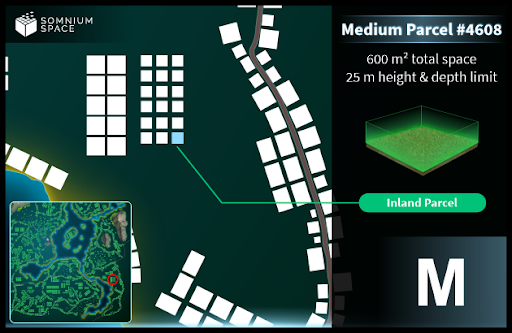 SOMNIUM
SPACE
Medium Parcel #4608
600 m² total space
25 m height & depth limit
Inland Parcel
M